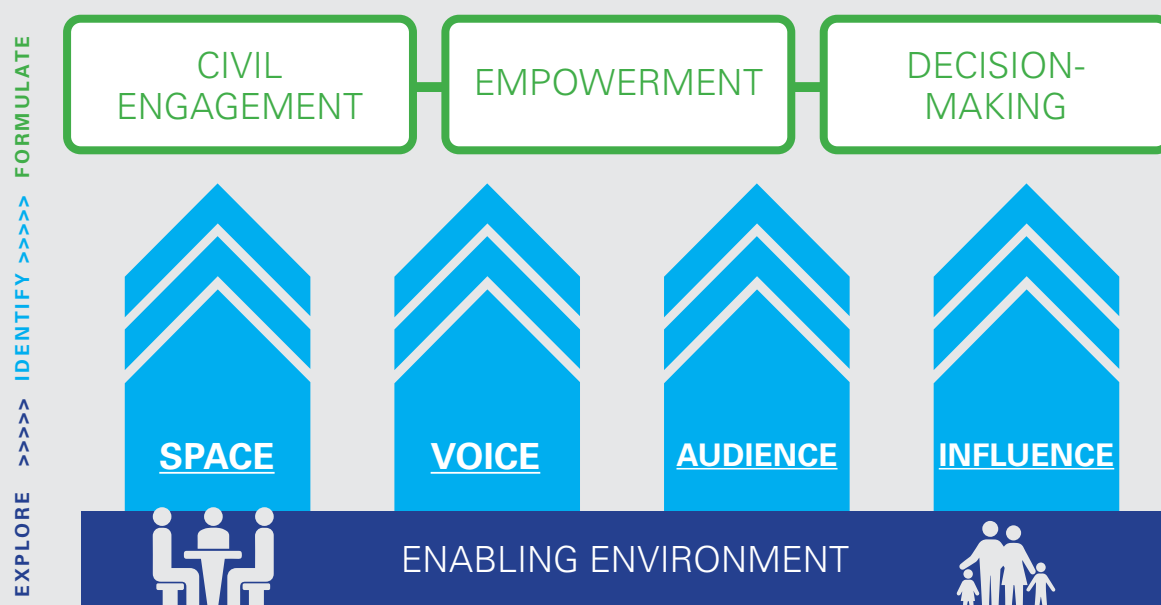 CIVIL
ENGAGEMENT
EMPOWERMENT
DECISION-
MAKING
SPACE
VOICE
AUDIENCE
INFLUENCE
ENABLING ENVIRONMENT
EXPLORE >>>>> IDENTIFY >>>>> FORMULATE